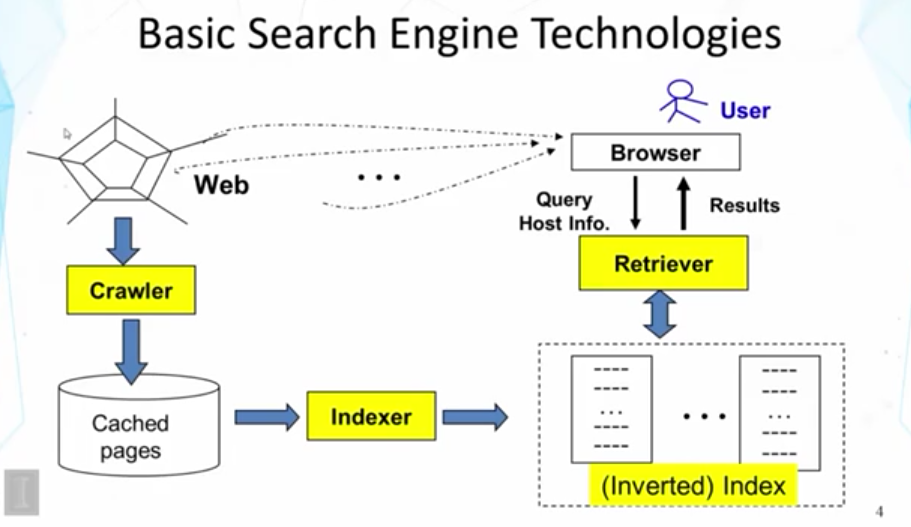 Basic Search Engine Technologies
User
Browser
Web
...
Query
Host Info.
Results
Retriever
Crawler
Cached
pages
Indexer
----
----
...
----
----
...
----
----
...
----
----
(Inverted) Index
4